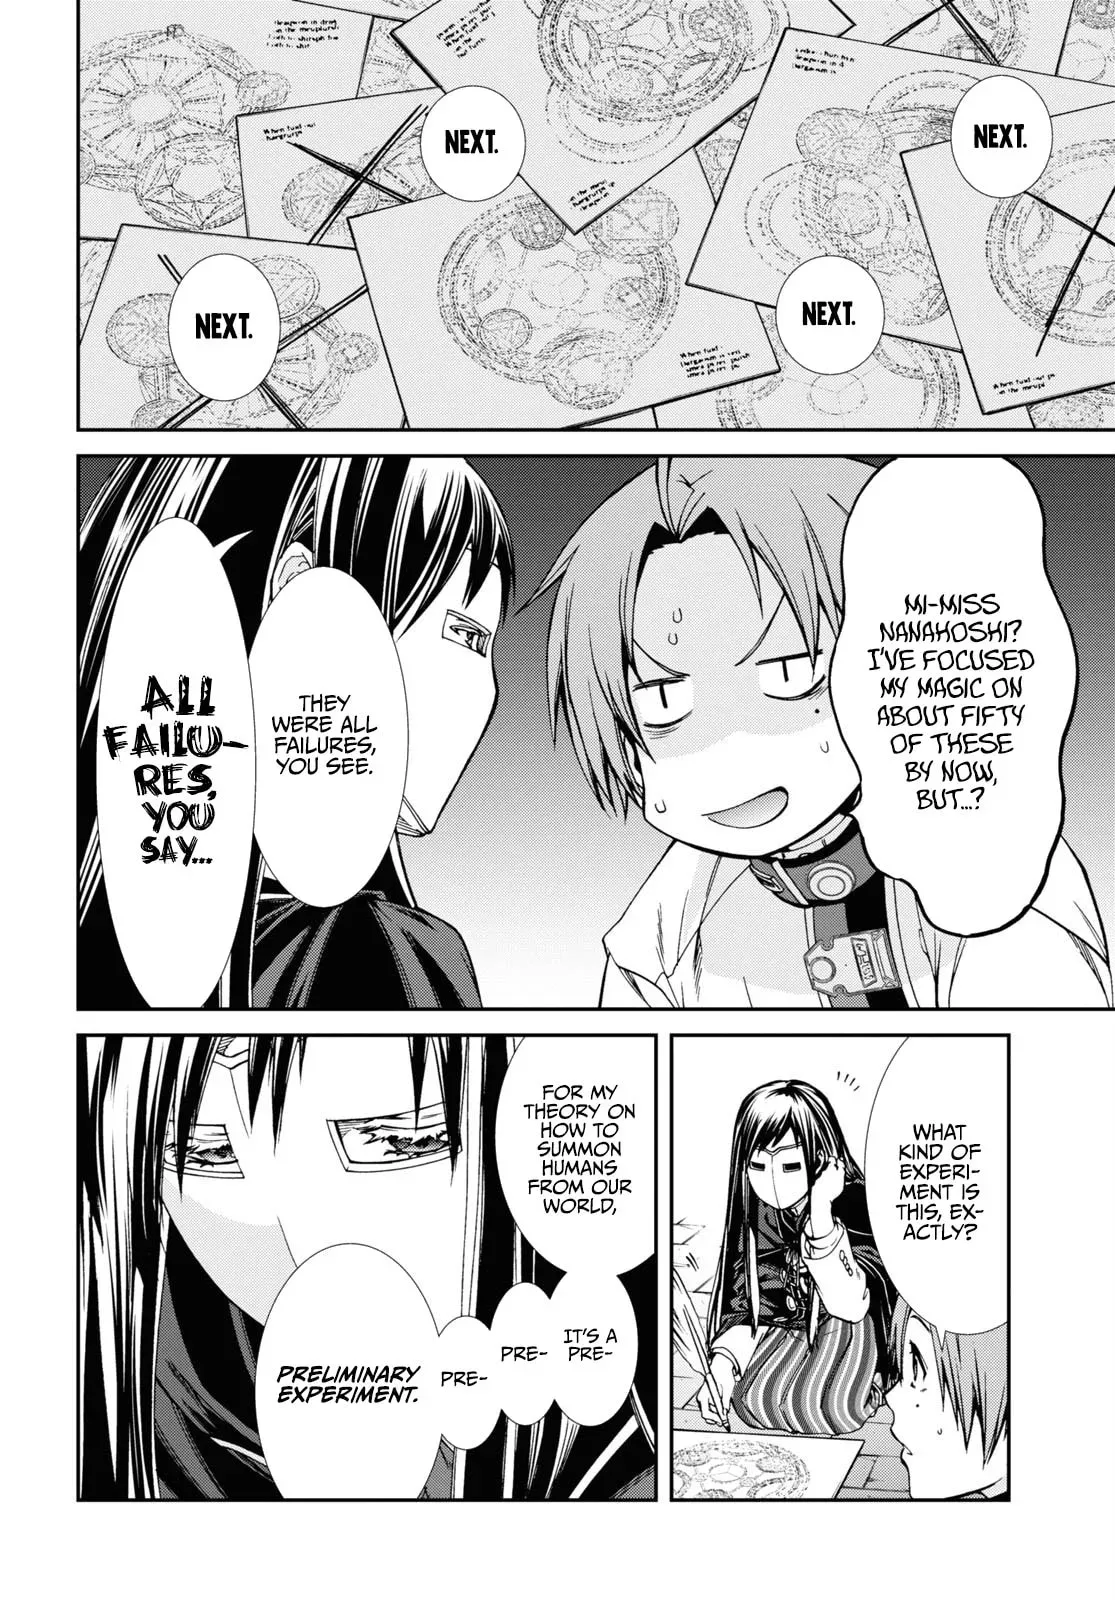 NEXT.
NEXT.
NEXT.
NEXT.
MI-MISS
NANAHOSHI?
I'VE FOCUSED
MY MAGIC ON
ABOUT FIFTY
OF THESE
BY NOW,
BUT...?
THEY
WERE ALL
FAILURES,
YOU SEE.
ALL
FAILU-
RES,
YOU
SAY...
WHAT
KIND OF
EXPERI-
MENT IS
THIS, EX-
ACTLY?
FOR MY
THEORY ON
HOW TO
SUMMON
HUMANS
FROM OUR
WORLD,
IT'S A
PRE-
PRE-
PRE-
PRELIMINARY
EXPERIMENT.